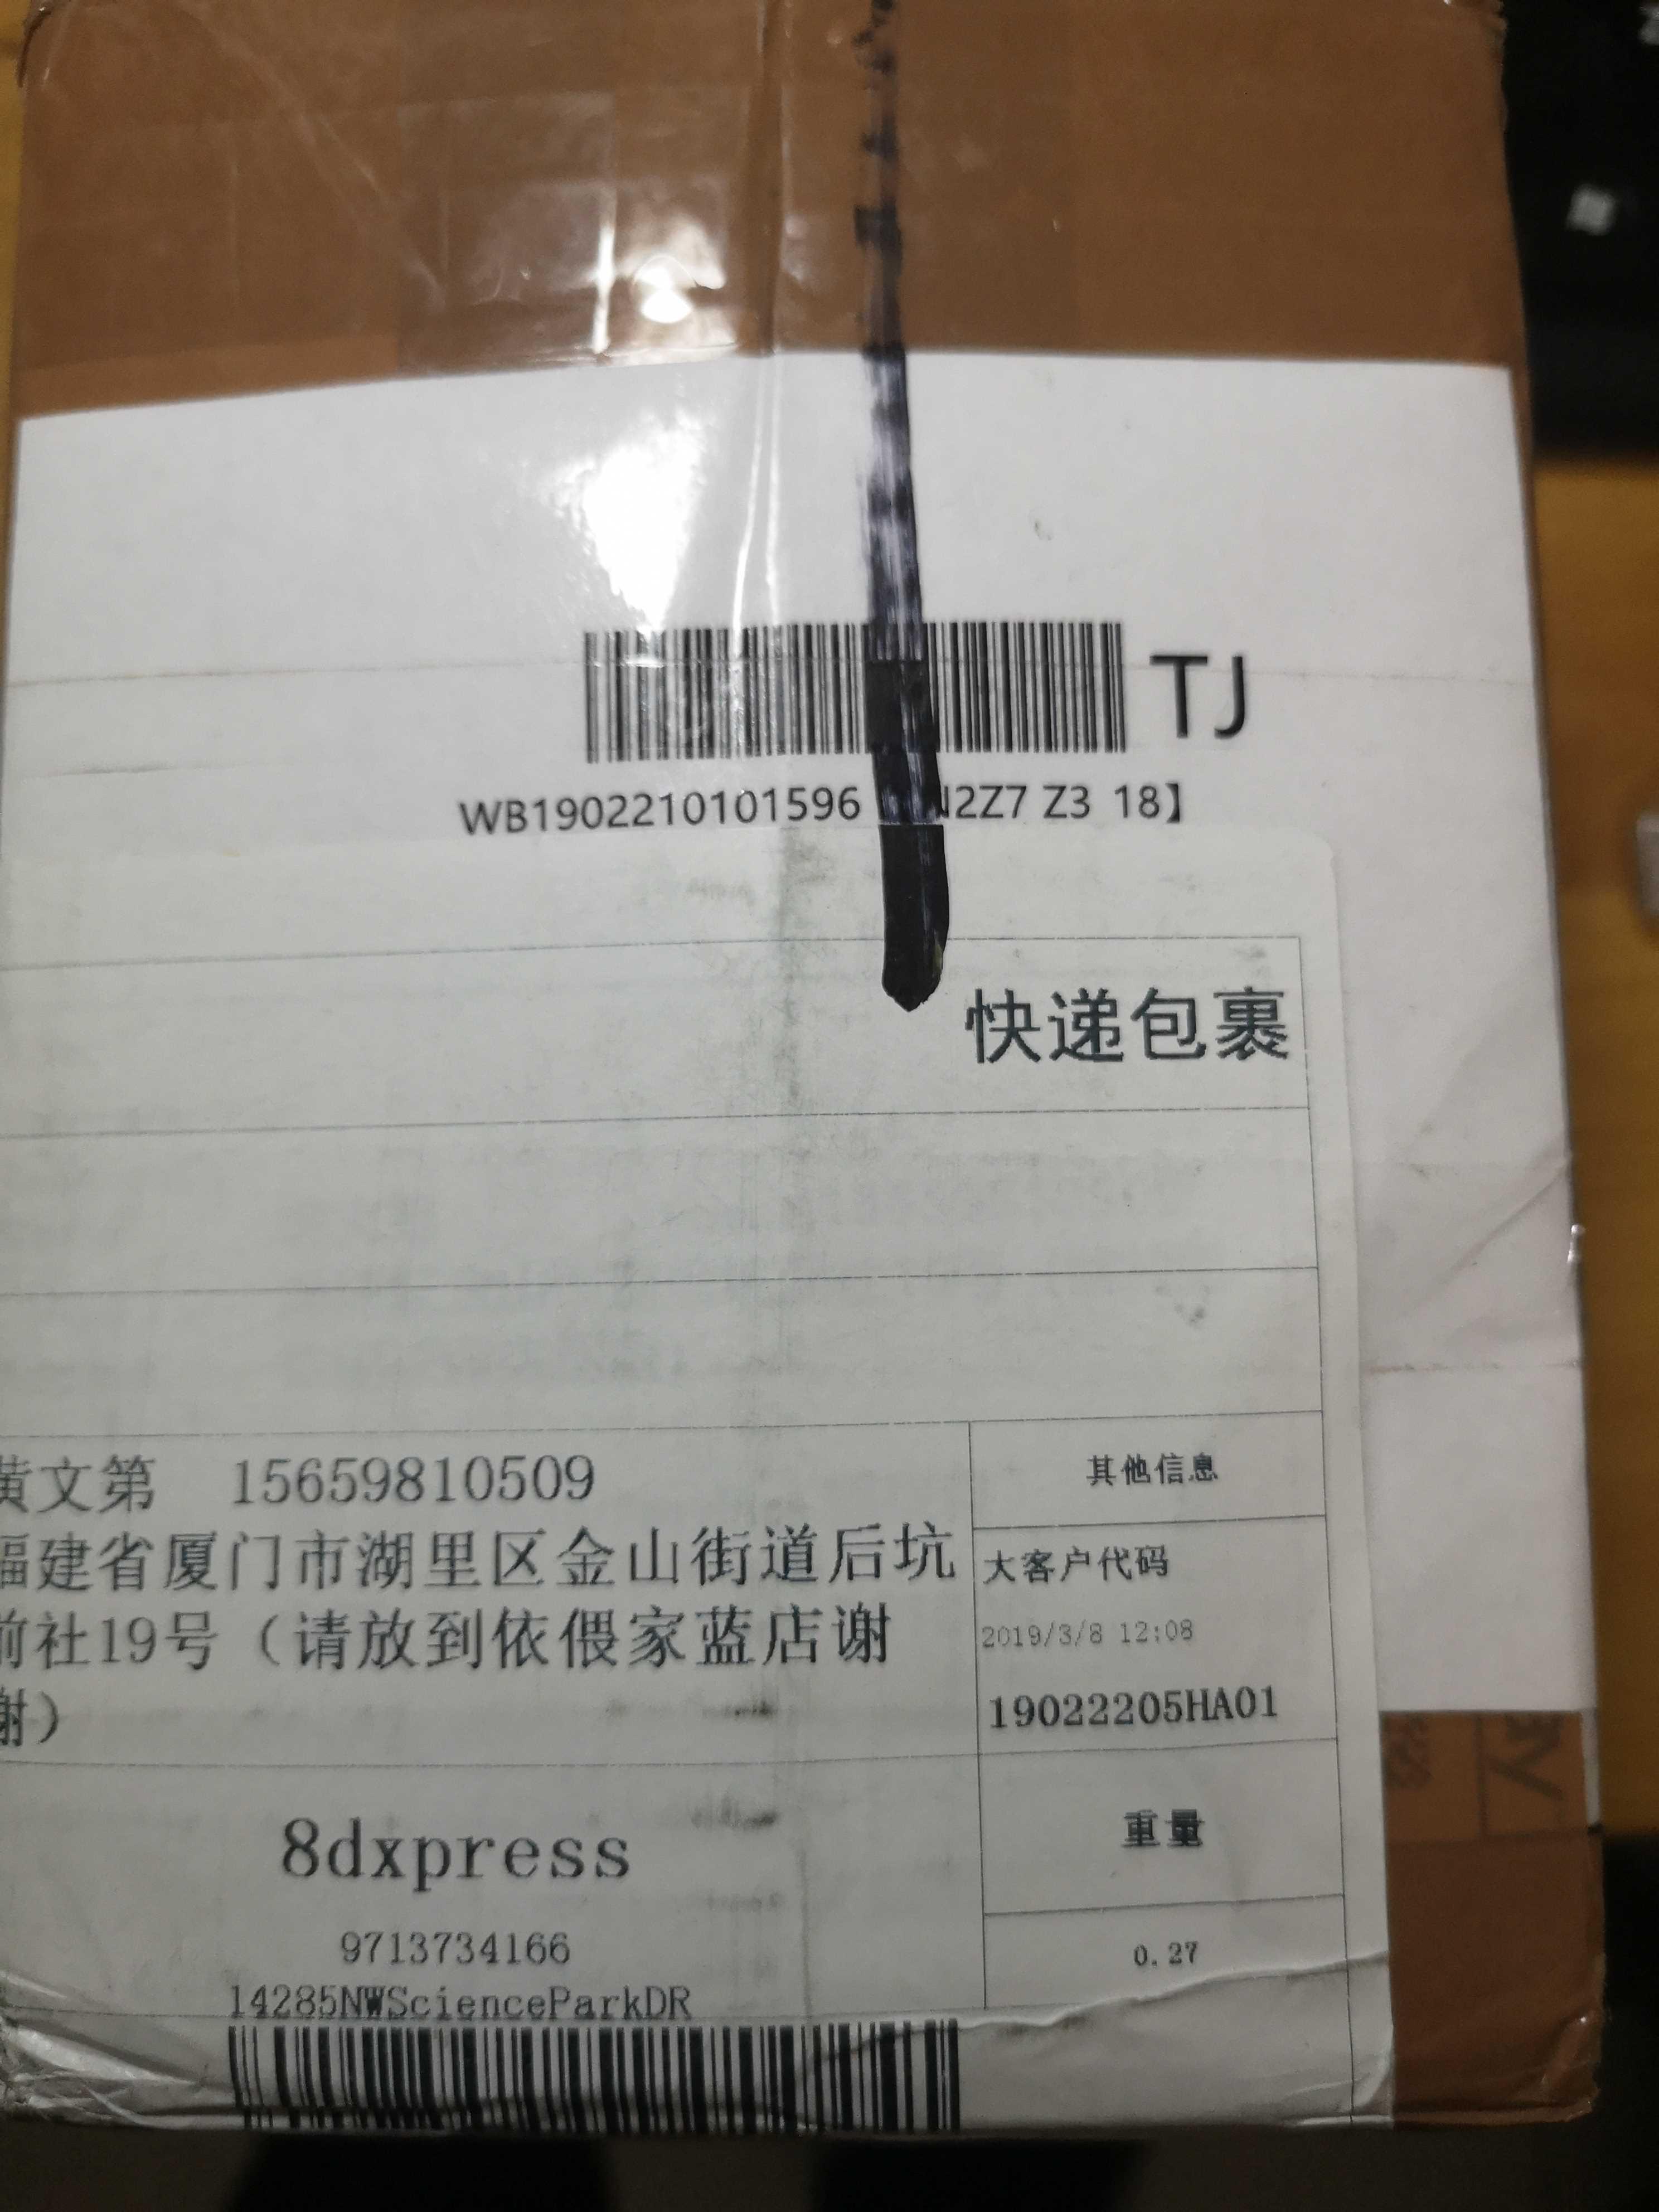 TJ
WB1902210101596 2Z7 Z3 18】
快递包裹
黄文第 15659810509
福建省厦门市湖里区金山街道后坑
前社19号（请放到依偎家蓝店谢
谢）
其他信息
大客户代码
2019/3/8 12:08
19022205HA01
8dxpress
9713734166
14285NWScienceParkDR
重量
0.27